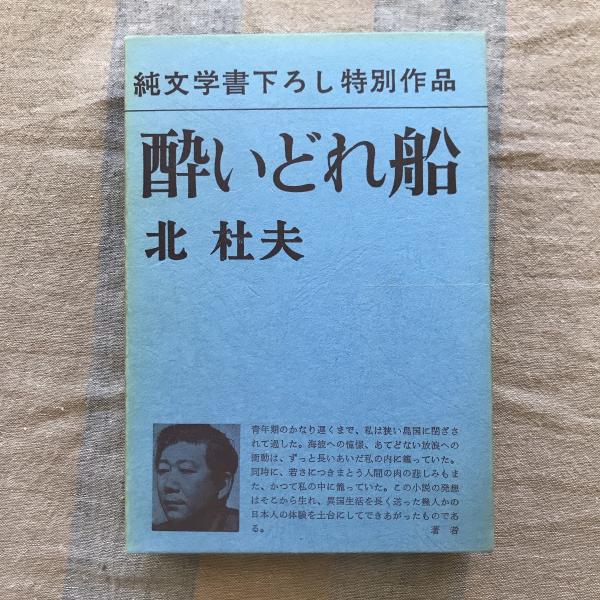 純文学書下ろし特別作品
酔いどれ船
北 杜夫
青年期のかなり遅くまで、私は狭い島国に閉ざさ
れて過した。海彼への憧憬、あてどない放浪への
衝動は、ずっと長いあいだ私の内に籠っていた。
同時に、若さにつきまとう人間の肉の悲しみもま
た、かつて私の中に籠っていた。この小説の発想
はそこから生れ、異国生活を長く送った幾人かの
日本人の体験を土台にしてできあがったものであ
る。 著者